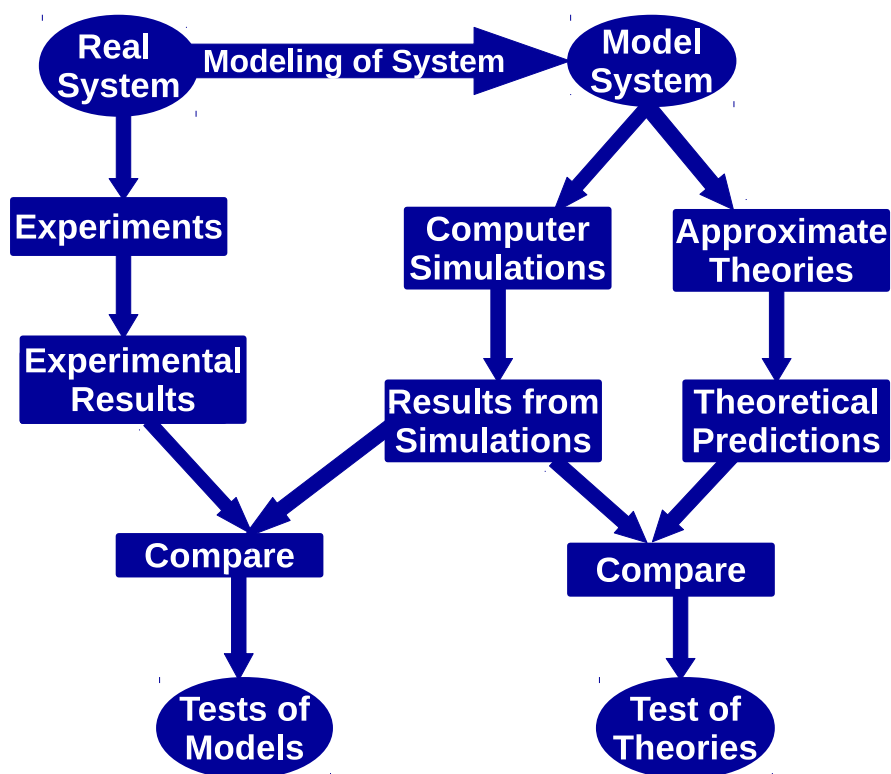 Real
System
Modeling of System
Model
System
Experiments
Computer
Simulations
Approximate
Theories
Experimental
Results
Results from
Simulations
Theoretical
Predictions
Compare
Compare
Tests of
Models
Test of
Theories